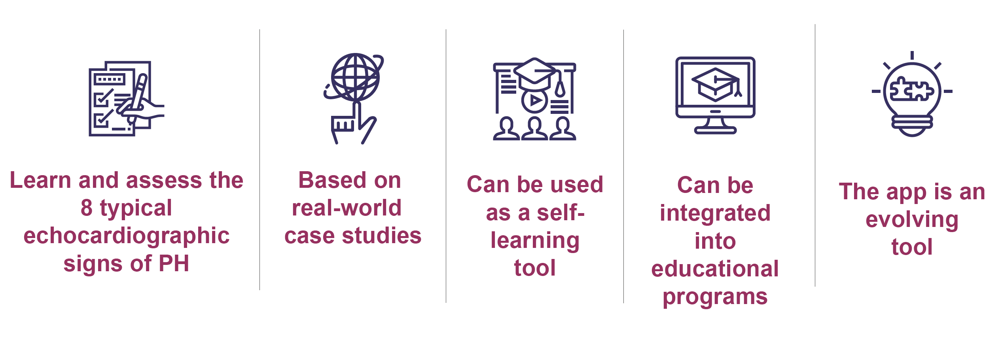 Learn and assess the
8 typical
echocardiographic
signs of PH
Based on
real-world
case studies
Can be used
as a self-
learning
tool
Can be
integrated
into
educational
programs
The app is an
evolving
tool